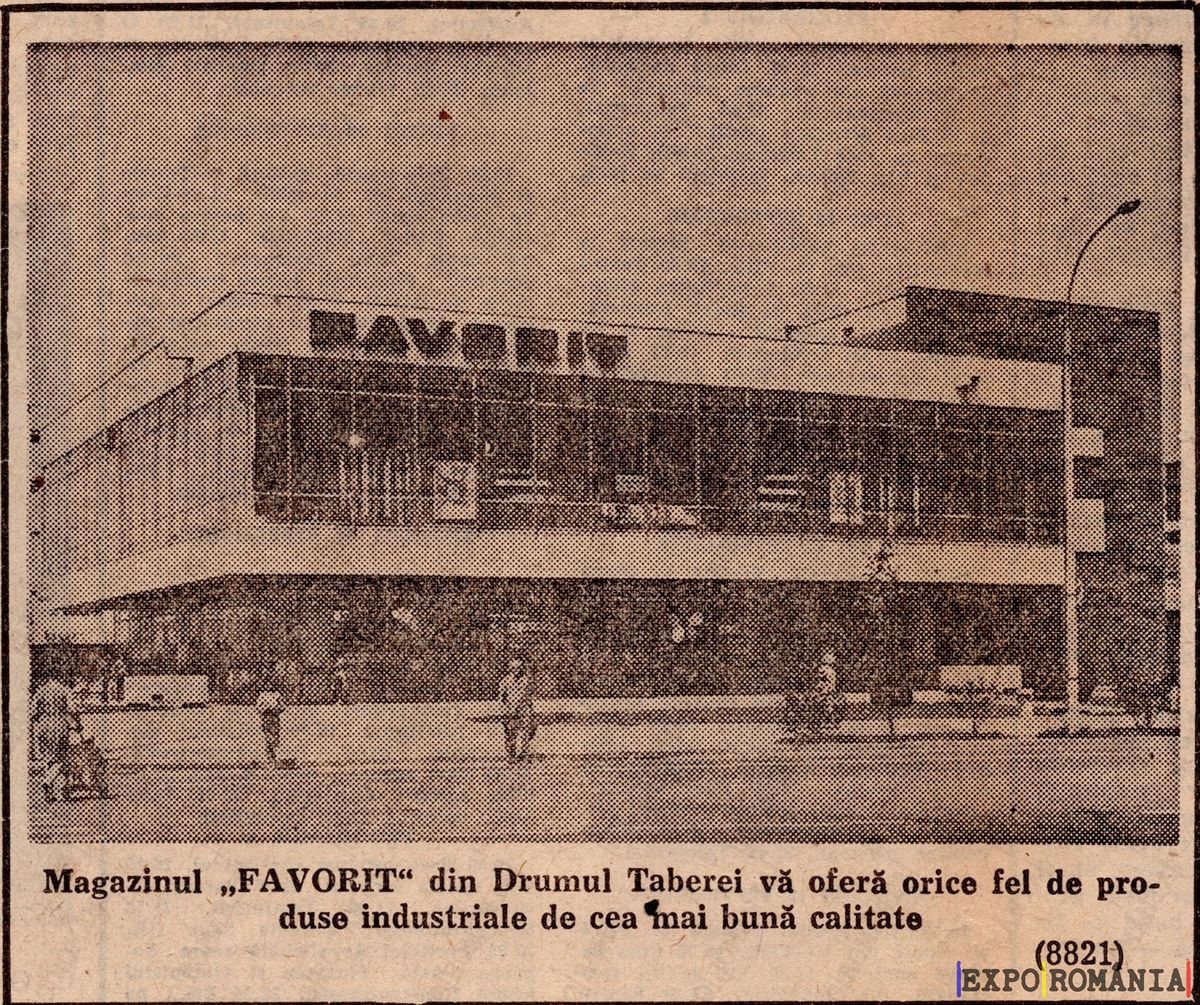 FAVORIT
Magazinul „FAVORIT“ din Drumul Taberei vă oferă orice fel de pro-
duse industriale de cea mai bună calitate
(8821)
EXPO ROMÂNIA